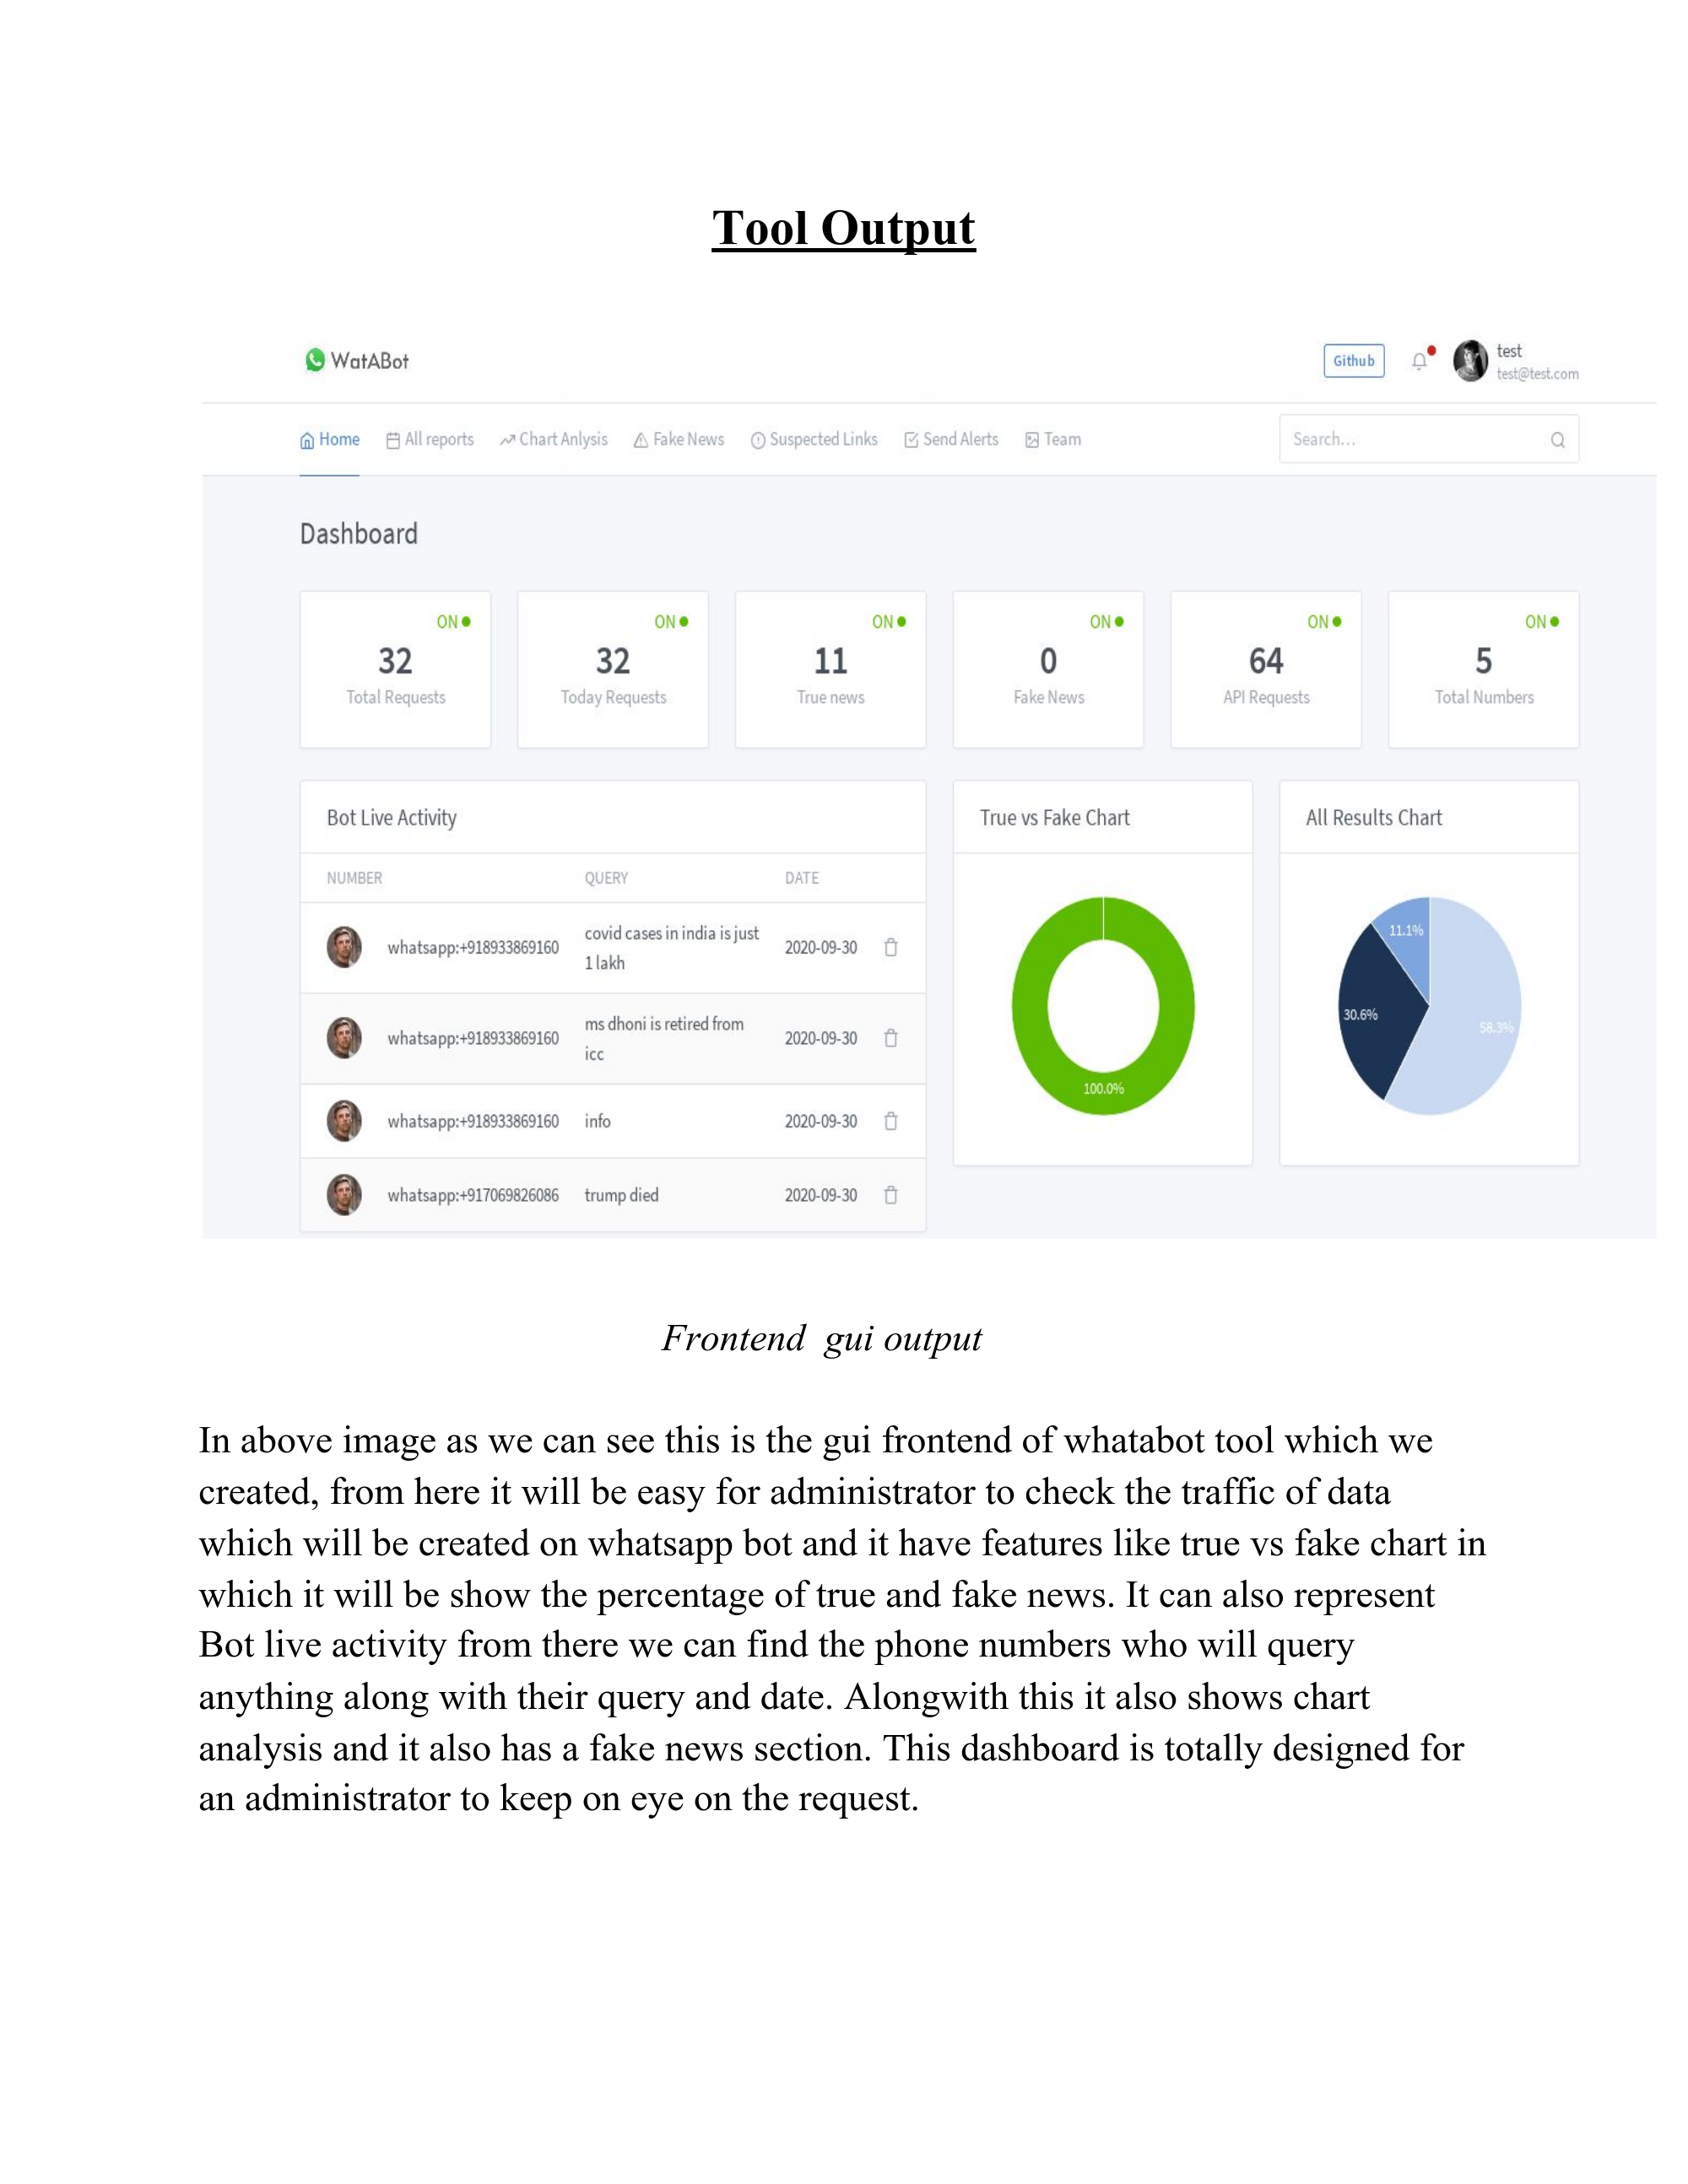 Tool Output
WatABot
Github
test
test@test.com
Home All reports Chart Anlysis Fake News Suspected Links Send Alerts Team
Search...
Dashboard
ON ON ON ON ON ON
32 32 11 0 64 5
Total Requests Today Requests True news Fake News API Requests Total Numbers
Bot Live Activity
NUMBER QUERY DATE
whatsapp:+918933869160 covid cases in india is just 2020-09-30
1 lakh
whatsapp:+918933869160 ms dhoni is retired from 2020-09-30
icc
whatsapp:+918933869160 info 2020-09-30
whatsapp:+917069826086 trump died 2020-09-30
True vs Fake Chart
100.0%
All Results Chart
11.1%
30.6%
58.3%
Frontend gui output
In above image as we can see this is the gui frontend of whatabot tool which we
created, from here it will be easy for administrator to check the traffic of data
which will be created on whatsapp bot and it have features like true vs fake chart in
which it will be show the percentage of true and fake news. It can also represent
Bot live activity from there we can find the phone numbers who will query
anything along with their query and date. Alongwith this it also shows chart
analysis and it also has a fake news section. This dashboard is totally designed for
an administrator to keep on eye on the request.